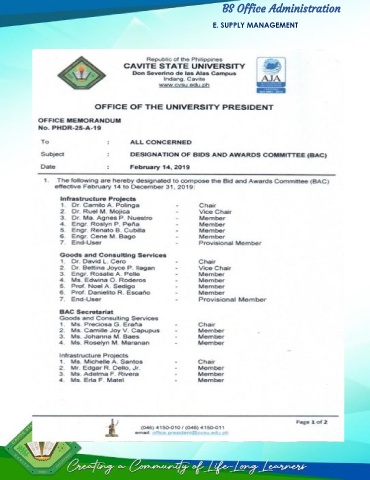 BS Office Administration
E. SUPPLY MANAGEMENT
Republic of the Philippines
CAVITE STATE UNIVERSITY
Don Severino de las Alas Campus
Indang, Cavite
www.cvsu.edu.ph
AJA
OFFICE OF THE UNIVERSITY PRESIDENT
OFFICE MEMORANDUM
No. PHDR-25-A-19
To : ALL CONCERNED
Subject : DESIGNATION OF BIDS AND AWARDS COMMITTEE (BAC)
Date : February 14, 2019
1. The following are hereby designated to compose the Bid and Awards Committee (BAC)
effective February 14 to December 31, 2019:
Infrastructure Projects
1. Dr. Camilo A. Polinga - Chair
2. Dr. Ruel M. Mojica - Vice Chair
3. Dr. Ma. Agnes P. Nuestro - Member
4. Engr. Roslyn P. Peña - Member
5. Engr. Renato B. Cubilla - Member
6. Engr. Cene M. Bago - Member
7. End-User - Provisional Member
Goods and Consulting Services
1. Dr. David L. Cero - Chair
2. Dr. Bettina Joyce P. Ilagan - Vice Chair
3. Engr. Rosalie A. Pelle - Member
4. Ms. Edwina O. Roderos - Member
5. Prof. Noel A. Sedigo - Member
6. Prof. Danielito R. Escaño - Member
7. End-User - Provisional Member
BAC Secretariat
Goods and Consulting Services
1. Ms. Preciosa G. Eraña - Chair
2. Ms. Camille Joy V. Capupus - Member
3. Ms. Johanna M. Baes - Member
4. Ms. Roselyn M. Maranan - Member
Infrastructure Projects
1. Ms. Michelle A. Santos - Chair
2. Mr. Edgar R. Dello, Jr. - Member
3. Ms. Adelma F. Rivera - Member
4. Ms. Erla F. Matel - Member
Page 1 of 2
(046) 4150-010 / (046) 4150-011
email: office.president@cvsu.edu.ph
Creating a Community of Life-Long Learners